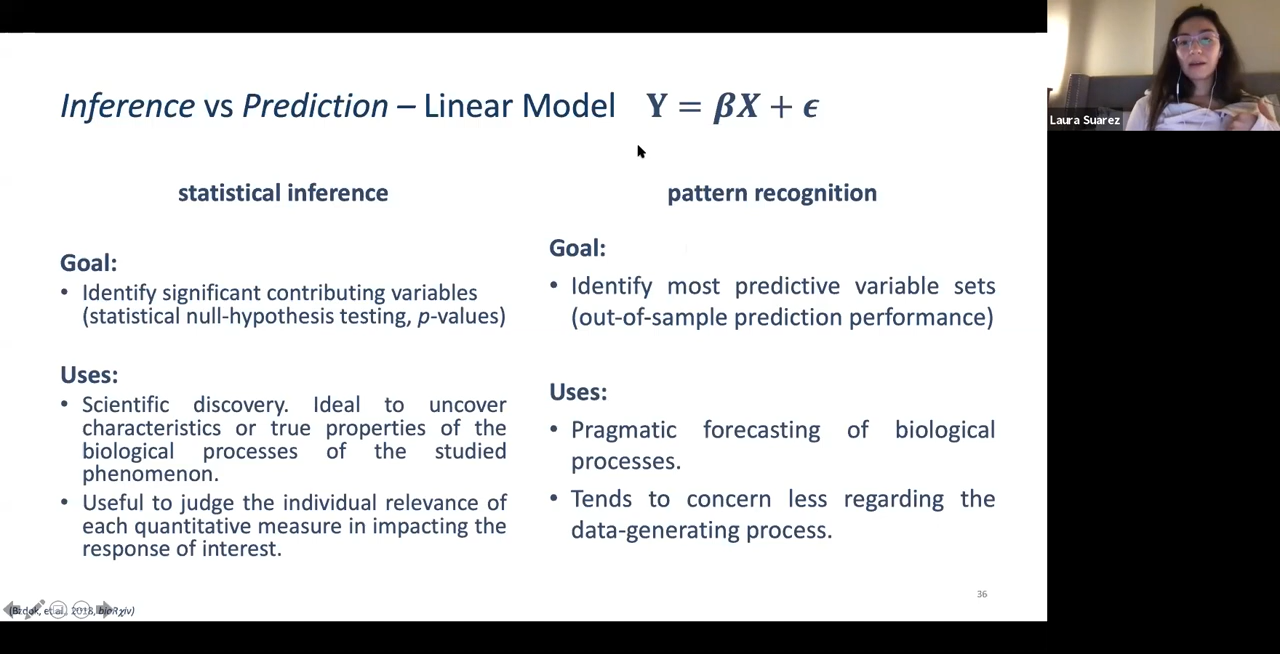 Inference vs Prediction – Linear Model Y = βX + ϵ
Laura Suarez
statistical inference
Goal:
• Identify significant contributing variables
(statistical null-hypothesis testing, p-values)
Uses:
• Scientific discovery. Ideal to uncover
characteristics or true properties of the
biological processes of the studied
phenomenon.
• Useful to judge the individual relevance of
each quantitative measure in impacting the
response of interest.
pattern recognition
Goal:
• Identify most predictive variable sets
(out-of-sample prediction performance)
Uses:
• Pragmatic forecasting of biological
processes.
• Tends to concern less regarding the
data-generating process.
36
2018,